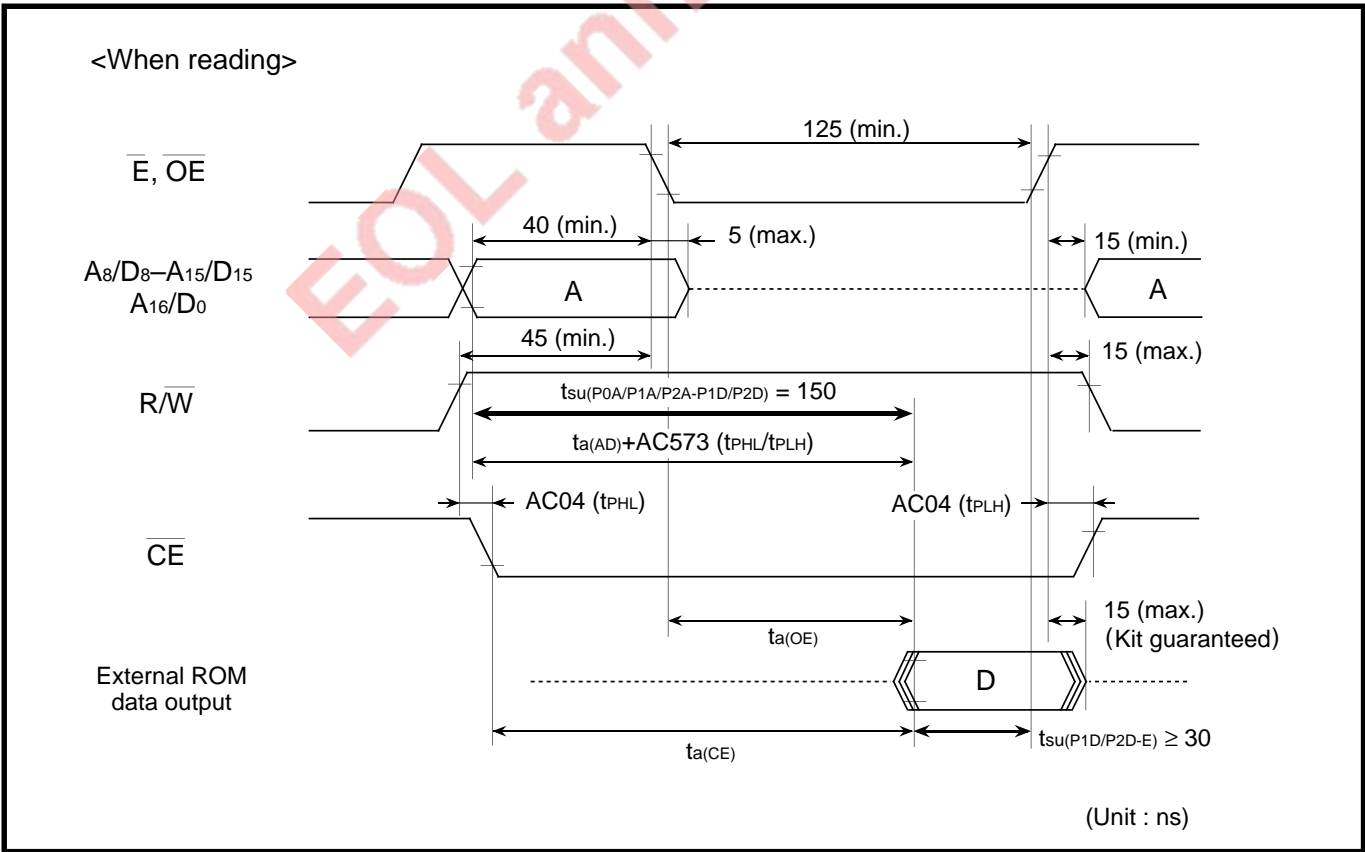 <When reading>
E, OE
125 (min.)
40 (min.)
5 (max.)
15 (min.)
A8/D8–A15/D15
A16/D0
A
A
45 (min.)
15 (max.)
R/W
tsu(P0A/P1A/P2A-P1D/P2D) = 150
ta(AD)+AC573 (tPHL/tPLH)
AC04 (tPHL)
AC04 (tPLH)
CE
ta(OE)
15 (max.)
(Kit guaranteed)
External ROM
data output
D
ta(CE)
tsu(P1D/P2D-E) ≥ 30
(Unit : ns)
EOL ann